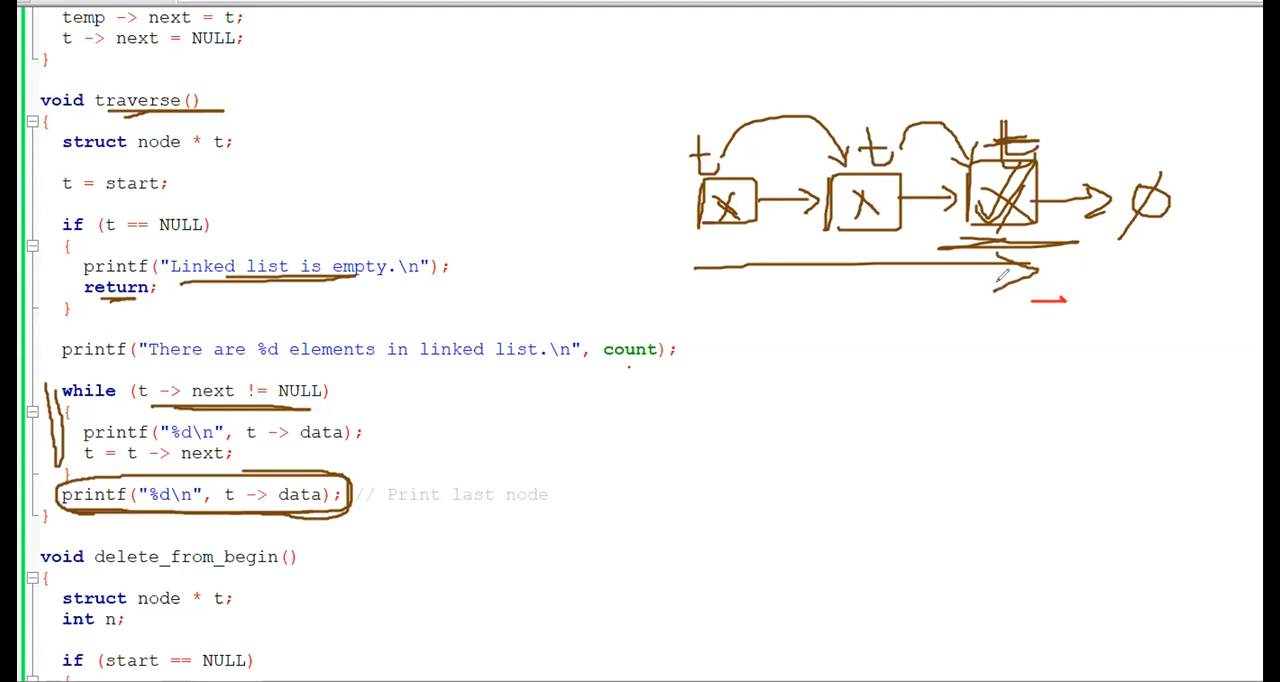 temp -> next = t;
t -> next = NULL;
}
void traverse()
{
struct node * t;
t = start;
if (t == NULL)
{
printf("Linked list is empty.\n");
return;
}
printf("There are %d elements in linked list.\n", count);
while (t -> next != NULL)
{
printf("%d\n", t -> data);
t = t -> next;
}
printf("%d\n", t -> data); // Print last node
}
void delete_from_begin()
{
struct node * t;
int n;
if (start == NULL)
{
t t t
x x x